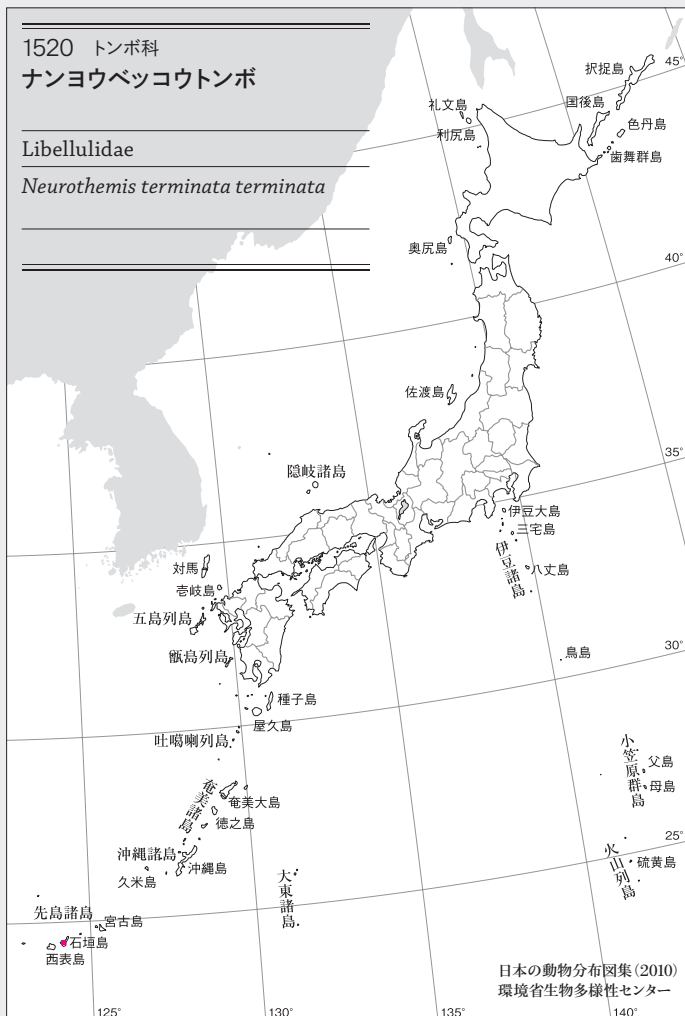 1520 トンボ科
ナンヨウベッコウトンボ
Libellulidae
Neurothemis terminata terminata
択捉島
45°
国後島
礼文島
色丹島
利尻島
歯舞群島
奥尻島
40°
佐渡島
35°
隠岐諸島
伊豆大島
三宅島
伊豆諸島
八丈島
対馬
壱岐島
五島列島
甑島列島
鳥島
30°
種子島
屋久島
吐噶喇列島
小笠原群島
父島
母島
奄美諸島
奄美大島
徳之島
25°
沖縄諸島
沖縄島
久米島
火山列島
硫黄島
大東諸島
先島諸島
宮古島
石垣島
西表島
日本の動物分布図集(2010)
環境省生物多様性センター
125°
130°
135°
140°